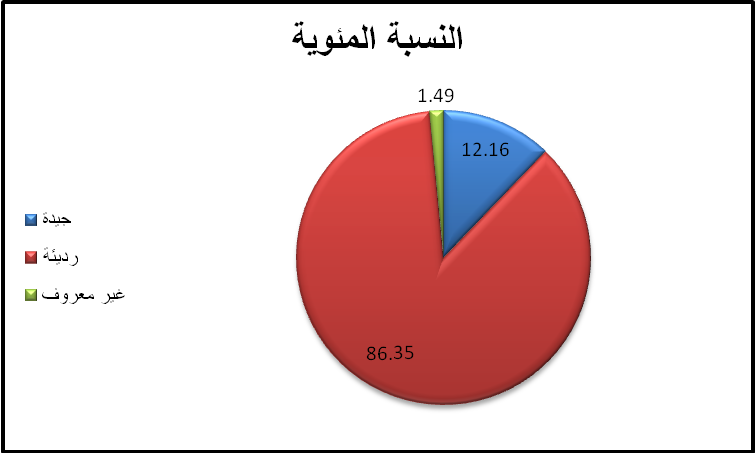 النسبة المئوية
1.49
12.16
86.35
جيدة
رديئة
غير معروف